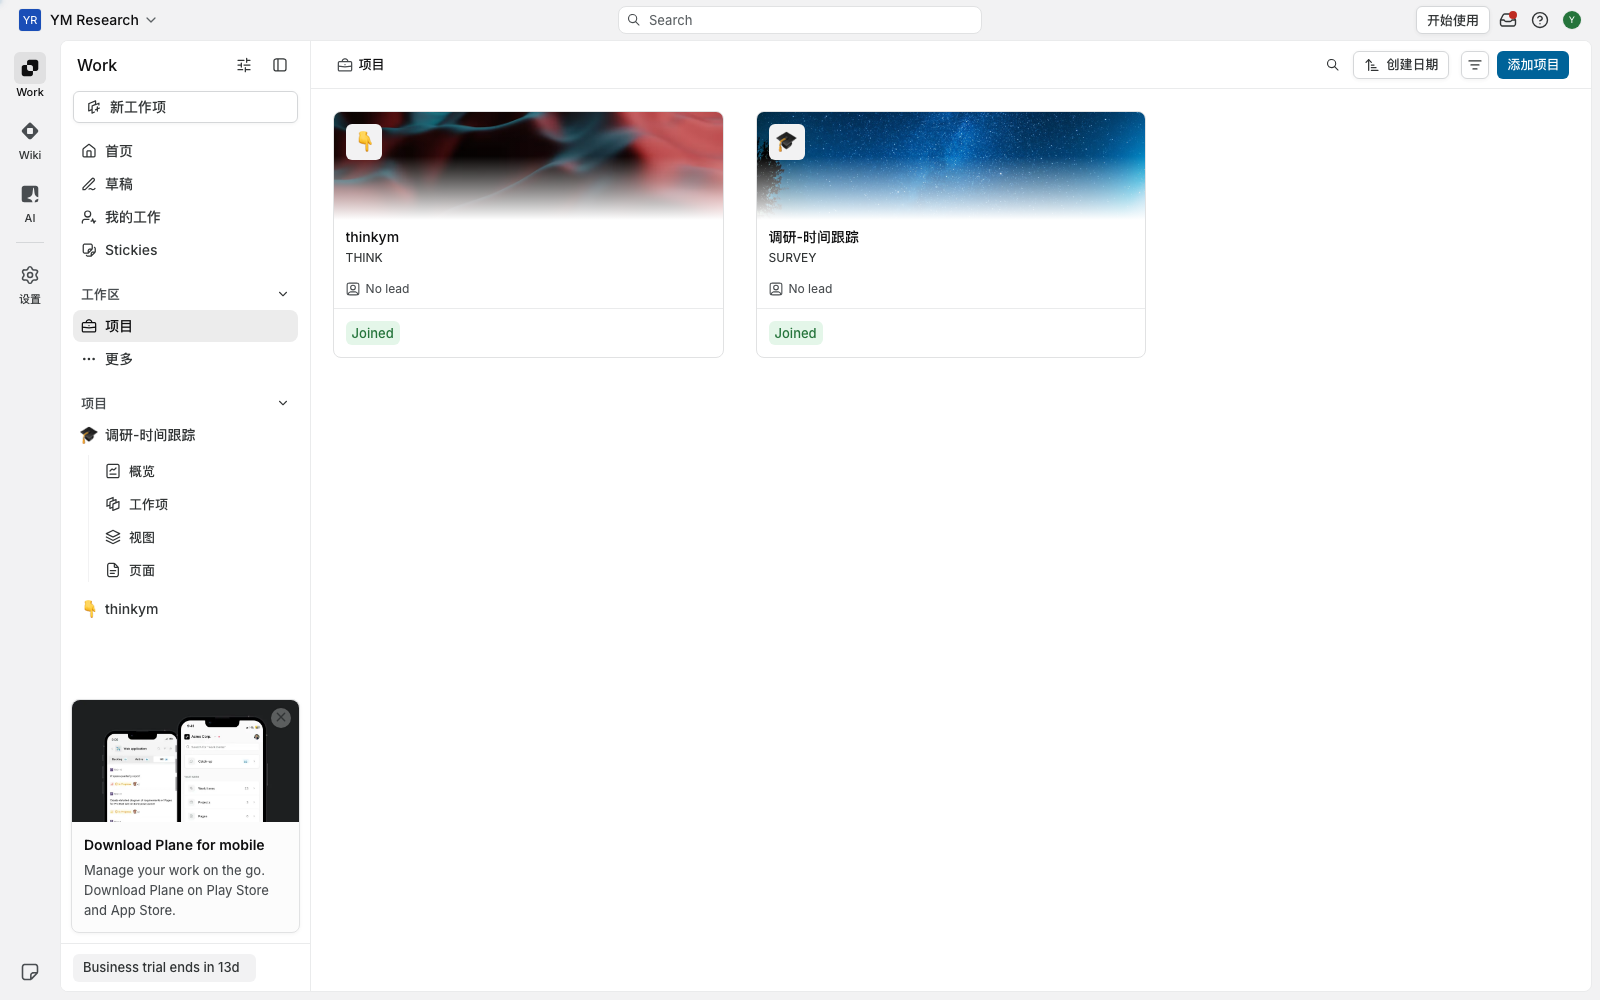 YR YM Research
Search
开始使用
Y
Work
Wiki
AI
设置
Work
新工作项
首页
草稿
我的工作
Stickies
工作区
项目
更多
项目
调研-时间跟踪
概览
工作项
视图
页面
thinkym
Download Plane for mobile
Manage your work on the go.
Download Plane on Play Store
and App Store.
Business trial ends in 13d
项目
创建日期
添加项目
thinkym
THINK
No lead
Joined
调研-时间跟踪
SURVEY
No lead
Joined